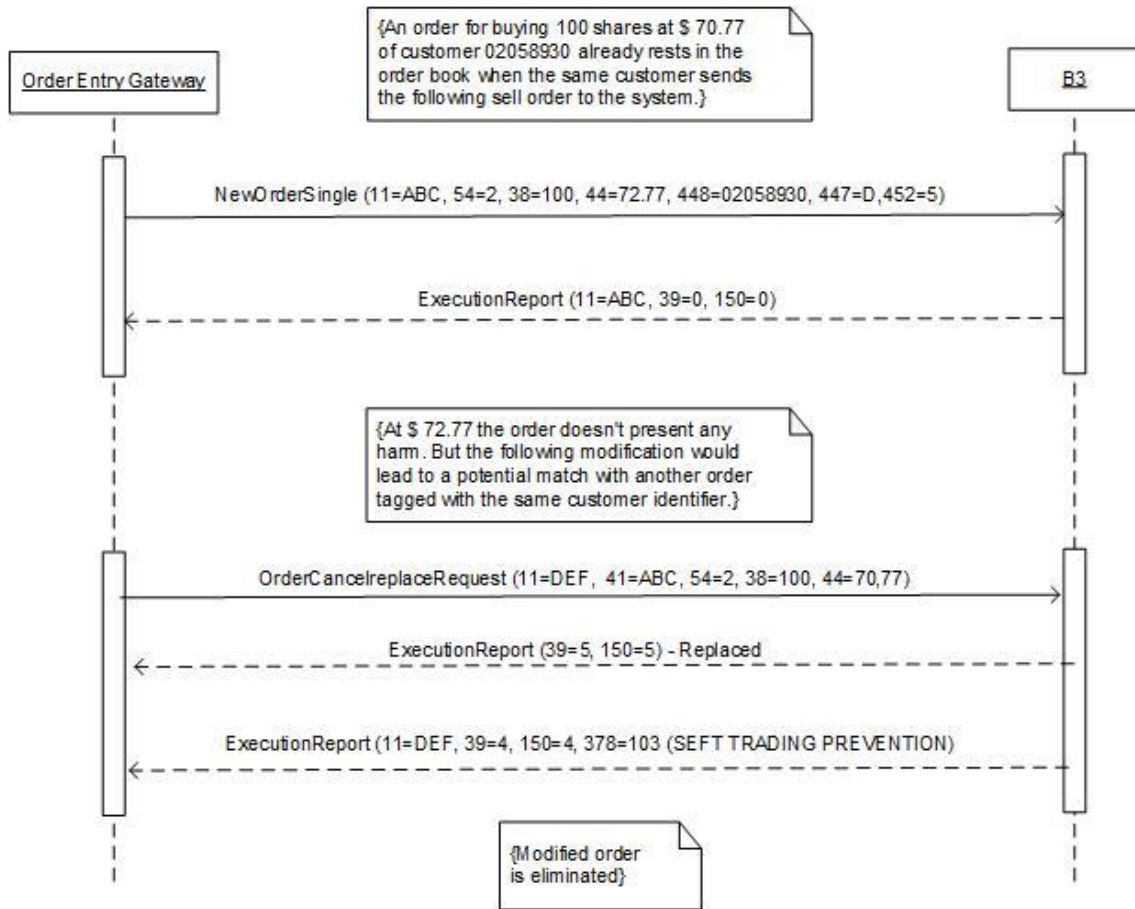 {An order for buying 100 shares at $ 70.77
of customer 02058930 already rests in the
order book when the same customer sends
the following sell order to the system.}
Order Entry Gateway
B3
NewOrderSingle (11=ABC, 54=2, 38=100, 44=72.77, 448=02058930, 447=D,452=5)
ExecutionReport (11=ABC, 39=0, 150=0)
{At $ 72.77 the order doesn't present any
harm. But the following modification would
lead to a potential match with another order
tagged with the same customer identifier.}
OrderCancelreplaceRequest (11=DEF, 41=ABC, 54=2, 38=100, 44=70,77)
ExecutionReport (39=5, 150=5) - Replaced
ExecutionReport (11=DEF, 39=4, 150=4, 378=103 (SEFT TRADING PREVENTION)
{Modified order
is eliminated}